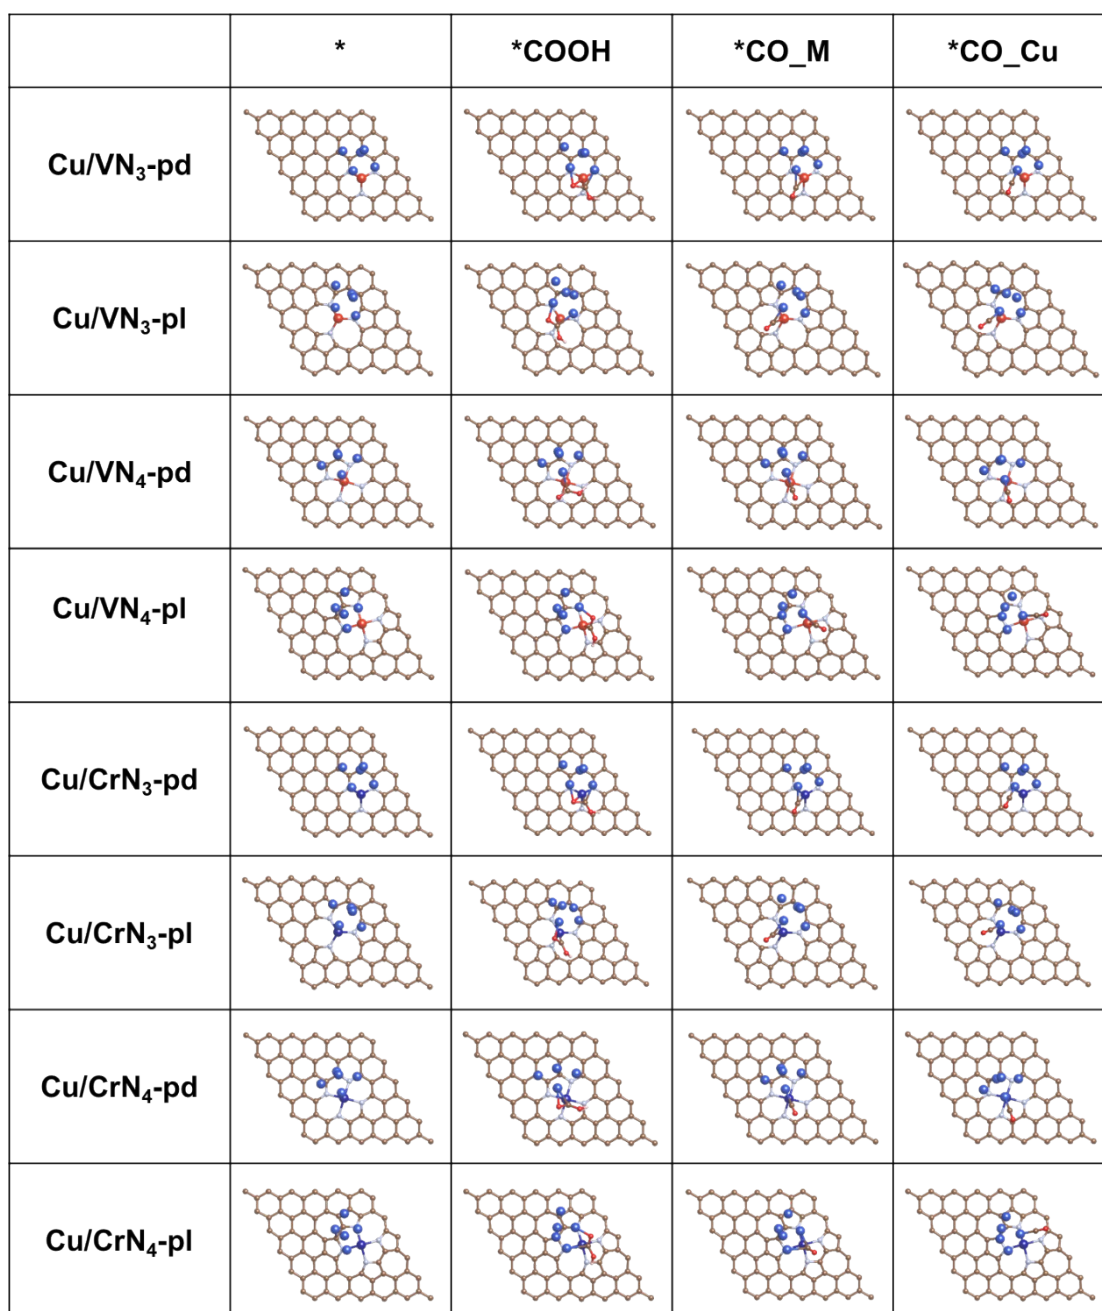 * *COOH *CO_M *CO_Cu
Cu/VN₃-pd
Cu/VN₃-pl
Cu/VN₄-pd
Cu/VN₄-pl
Cu/CrN₃-pd
Cu/CrN₃-pl
Cu/CrN₄-pd
Cu/CrN₄-pl